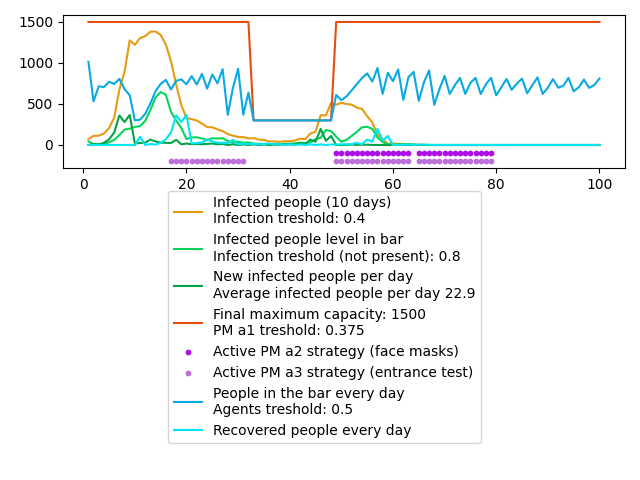 1500
1000
500
0
0
20
40
60
80
100
Infected people (10 days)
Infection treshold: 0.4
Infected people level in bar
Infection treshold (not present): 0.8
New infected people per day
Average infected people per day 22.9
Final maximum capacity: 1500
PM a1 treshold: 0.375
Active PM a2 strategy (face masks)
Active PM a3 strategy (entrance test)
People in the bar every day
Agents treshold: 0.5
Recovered people every day